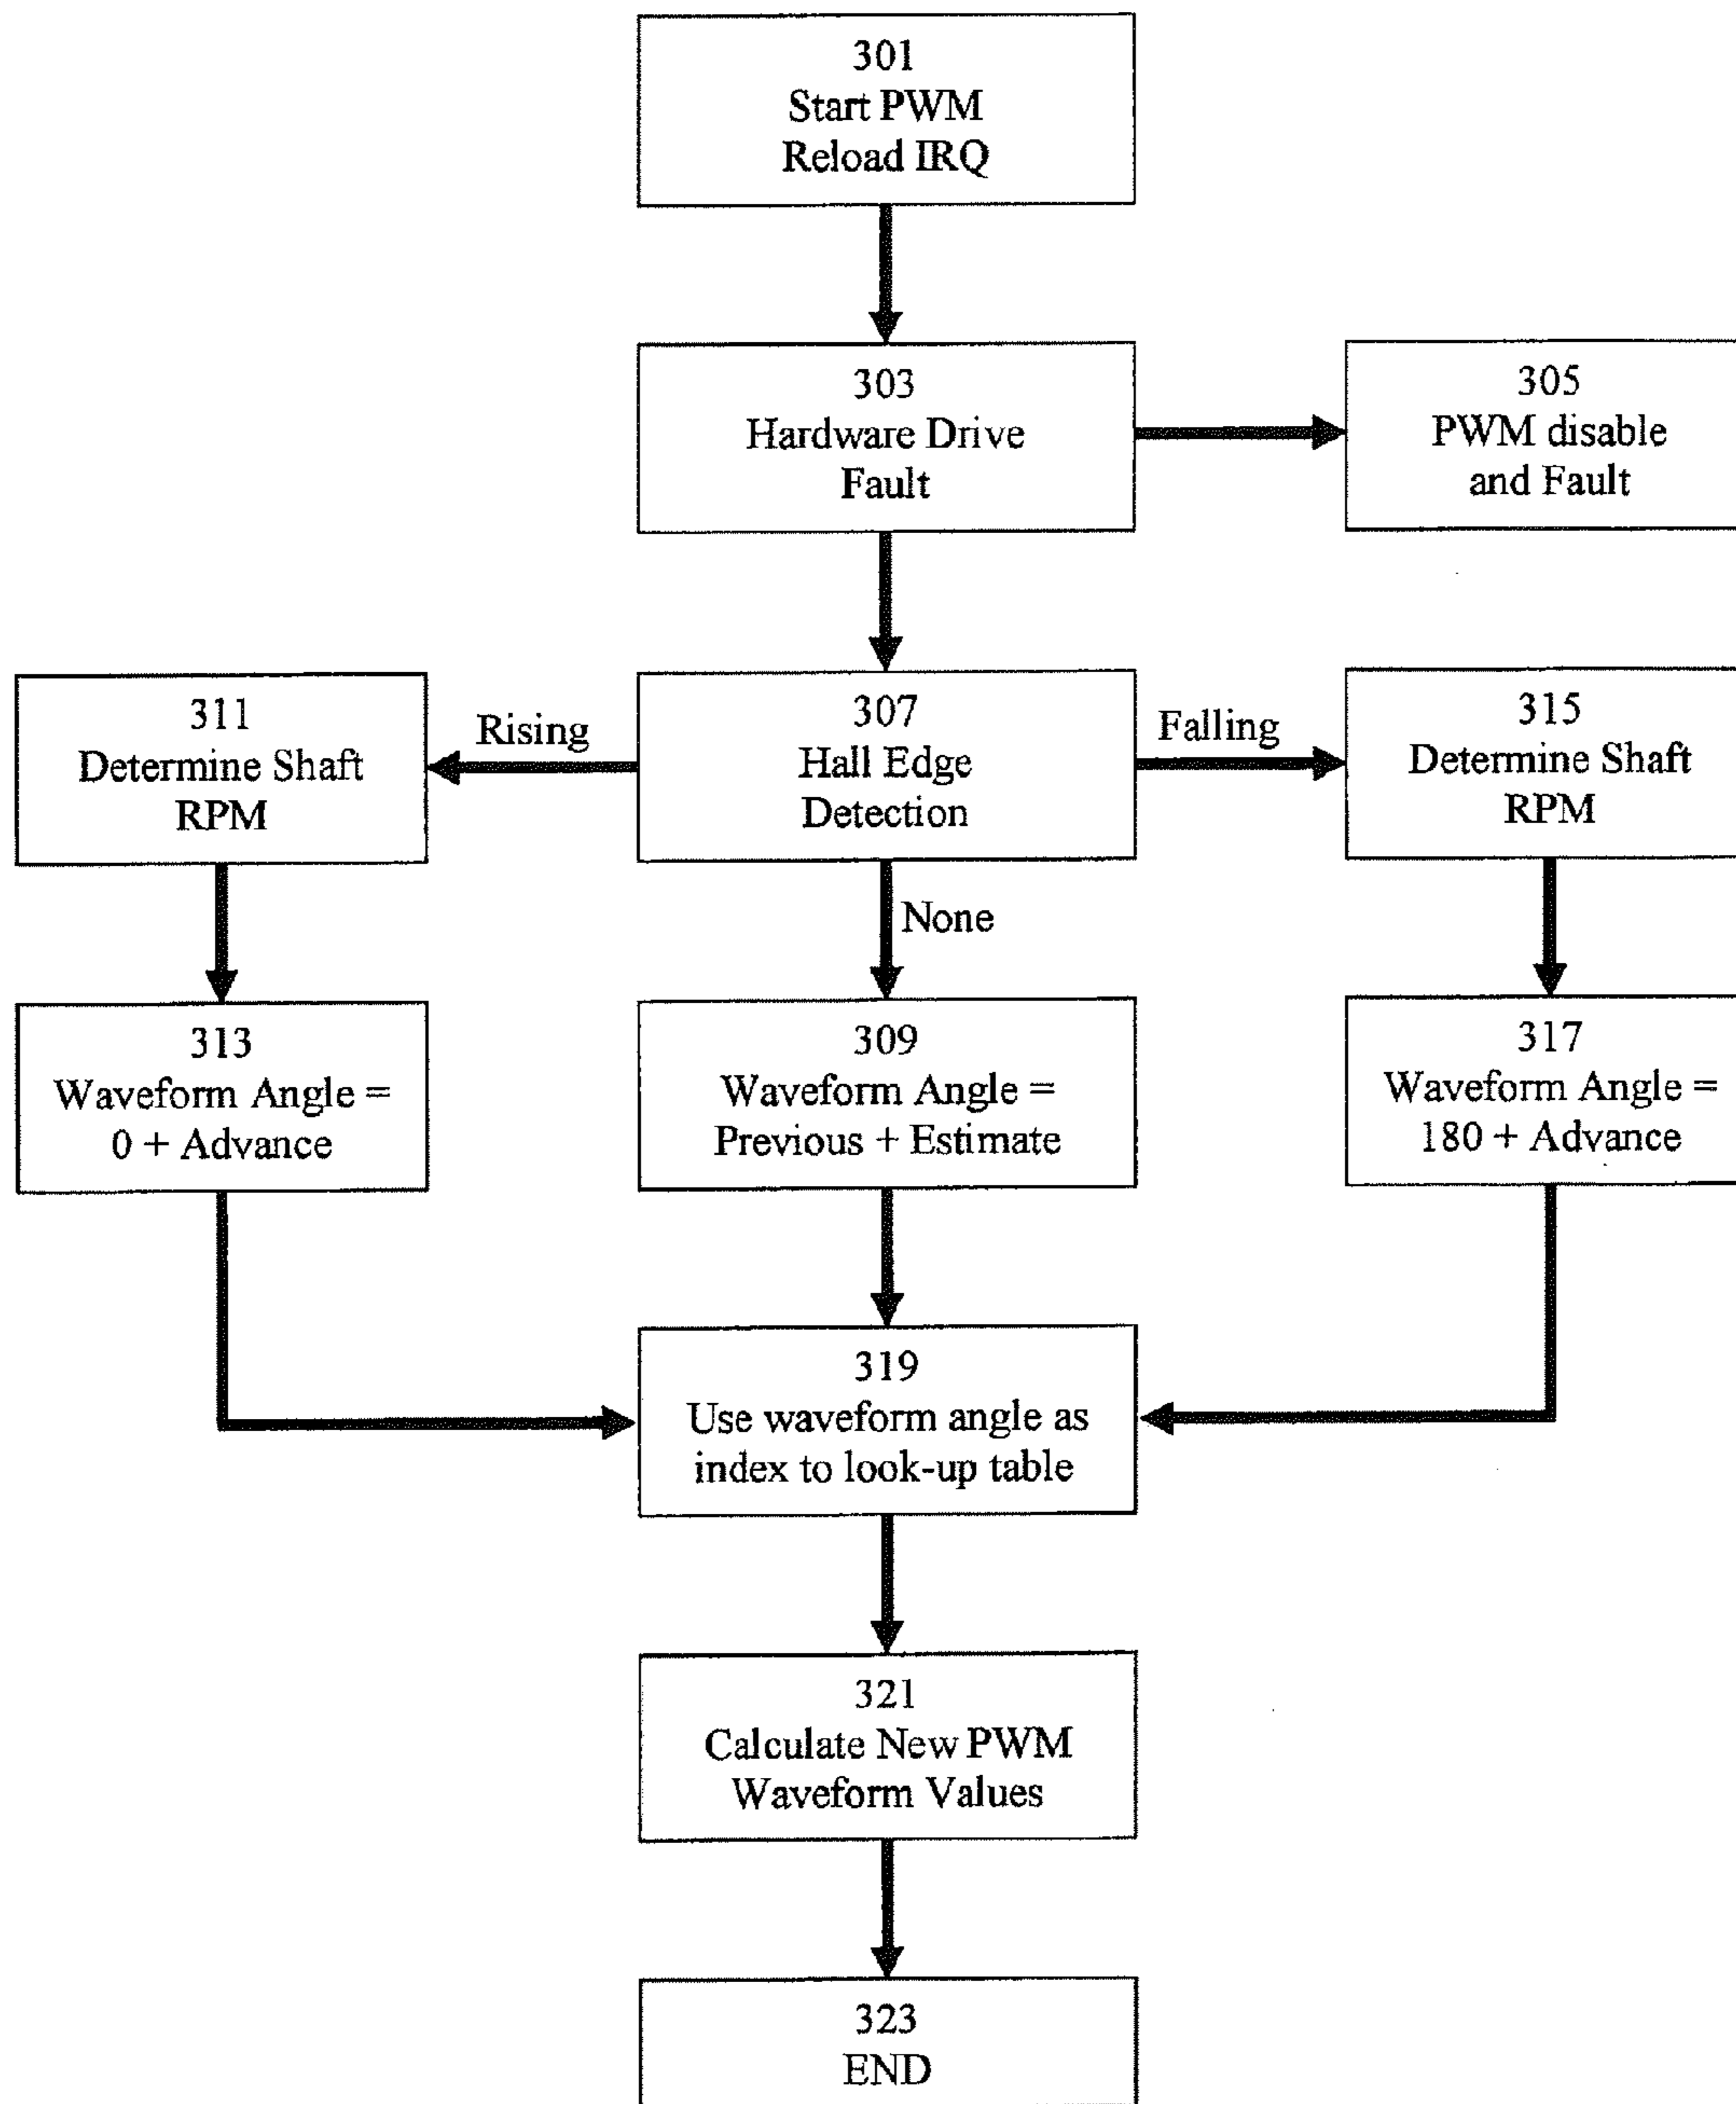 301
Start PWM
Reload IRQ
303
Hardware Drive
Fault
305
PWM disable
and Fault
311
Determine Shaft
RPM
Rising
307
Hall Edge
Detection
Falling
315
Determine Shaft
RPM
None
313
Waveform Angle =
0 + Advance
309
Waveform Angle =
Previous + Estimate
317
Waveform Angle =
180 + Advance
319
Use waveform angle as
index to look-up table
321
Calculate New PWM
Waveform Values
323
END